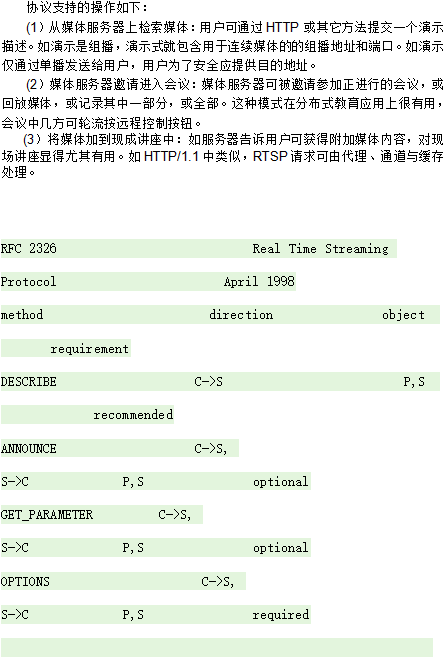 协议支持的操作如下：
(1) 从媒体服务器上检索媒体：用户可通过 HTTP 或其它方法提交一个演示
描述。如演示是组播，演示式就包含用于连续媒体的的组播地址和端口。如演示
仅通过单播发送给用户，用户为了安全应提供目的地址。
(2) 媒体服务器邀请进入会议：媒体服务器可被邀请参加正进行的会议，或
回放媒体，或记录其中一部分，或全部。这种模式在分布式教育应用上很有用，
会议中几方可轮流按远程控制按钮。
(3) 将媒体加到现成讲座中：如服务器告诉用户可获得附加媒体内容，对现
场讲座显得尤其有用。如 HTTP/1.1 中类似，RTSP 请求可由代理、通道与缓存
处理。
RFC 2326 Real Time Streaming
Protocol April 1998
method direction object
requirement
DESCRIBE C->S P,S
recommended
ANNOUNCE C->S,
S->C P,S optional
GET_PARAMETER C->S,
S->C P,S optional
OPTIONS C->S,
S->C P,S required